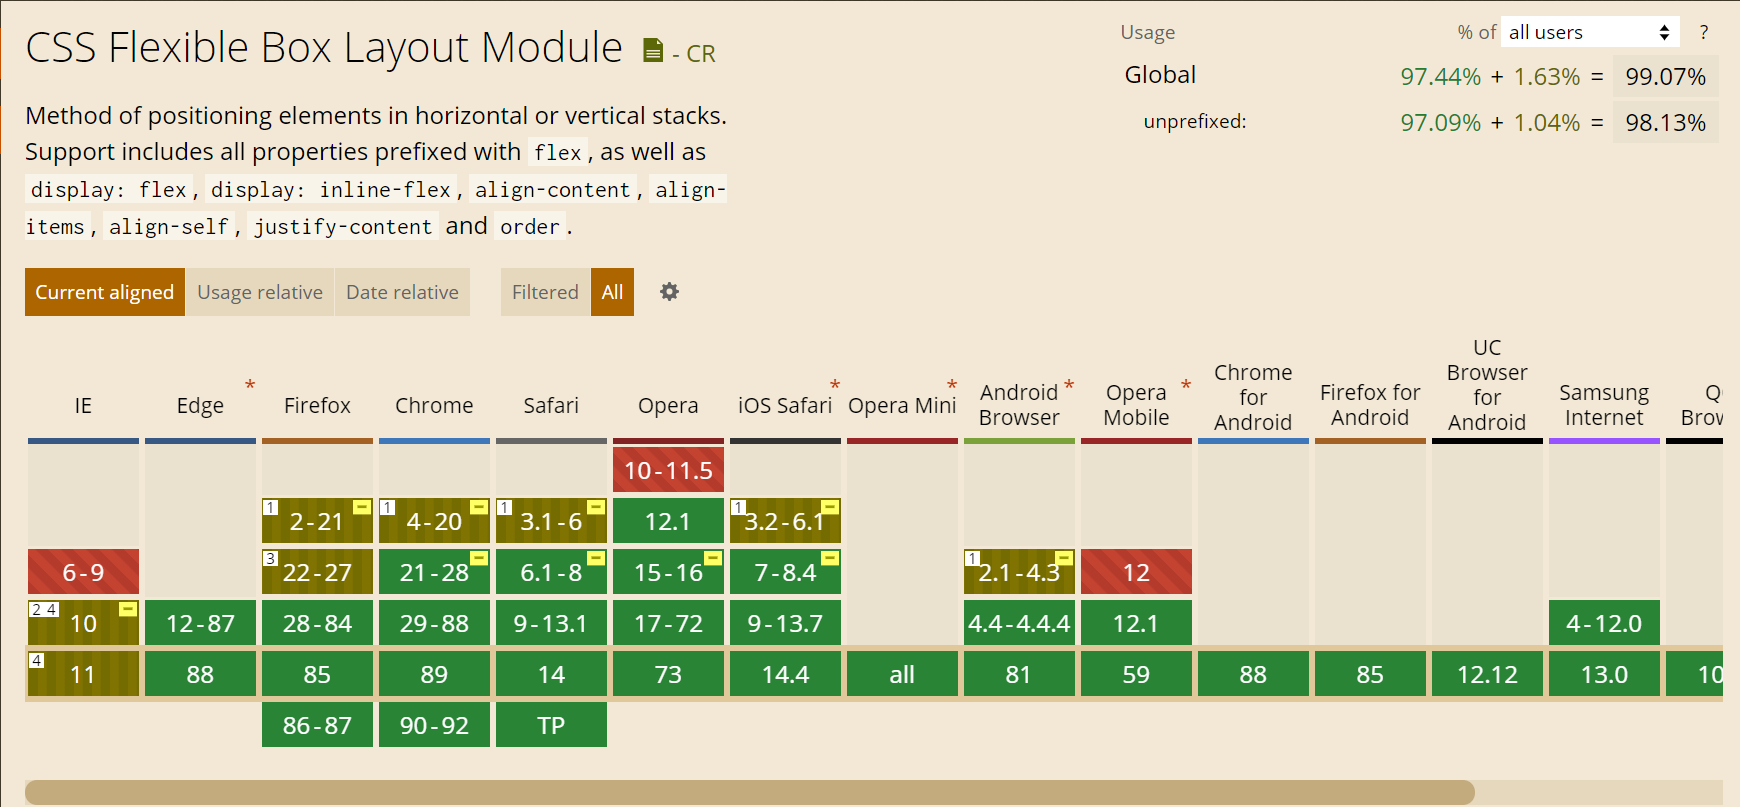 CSS Flexible Box Layout Module - CR
Usage % of all users ?
Global 97.44% + 1.63% = 99.07%
unprefixed: 97.09% + 1.04% = 98.13%
Method of positioning elements in horizontal or vertical stacks.
Support includes all properties prefixed with flex, as well as
display: flex, display: inline-flex, align-content, align-
items, align-self, justify-content and order.
Current aligned Usage relative Date relative Filtered All
IE Edge * Firefox Chrome Safari Opera iOS Safari * Opera Mini * Android Browser * Opera Mobile * Chrome for Android Firefox for Android UC Browser for Android Samsung Internet
10-11.5
1 2-21 1 4-20 1 3.1-6 12.1 1 3.2-6.1
6-9 3 22-27 21-28 6.1-8 15-16 7-8.4 1 2.1-4.3 12
2 4 10 12-87 28-84 29-88 9-13.1 17-72 9-13.7 4.4-4.4.4 12.1 4-12.0
4 11 88 85 89 14 73 14.4 all 81 59 88 85 12.12 13.0 10
86-87 90-92 TP